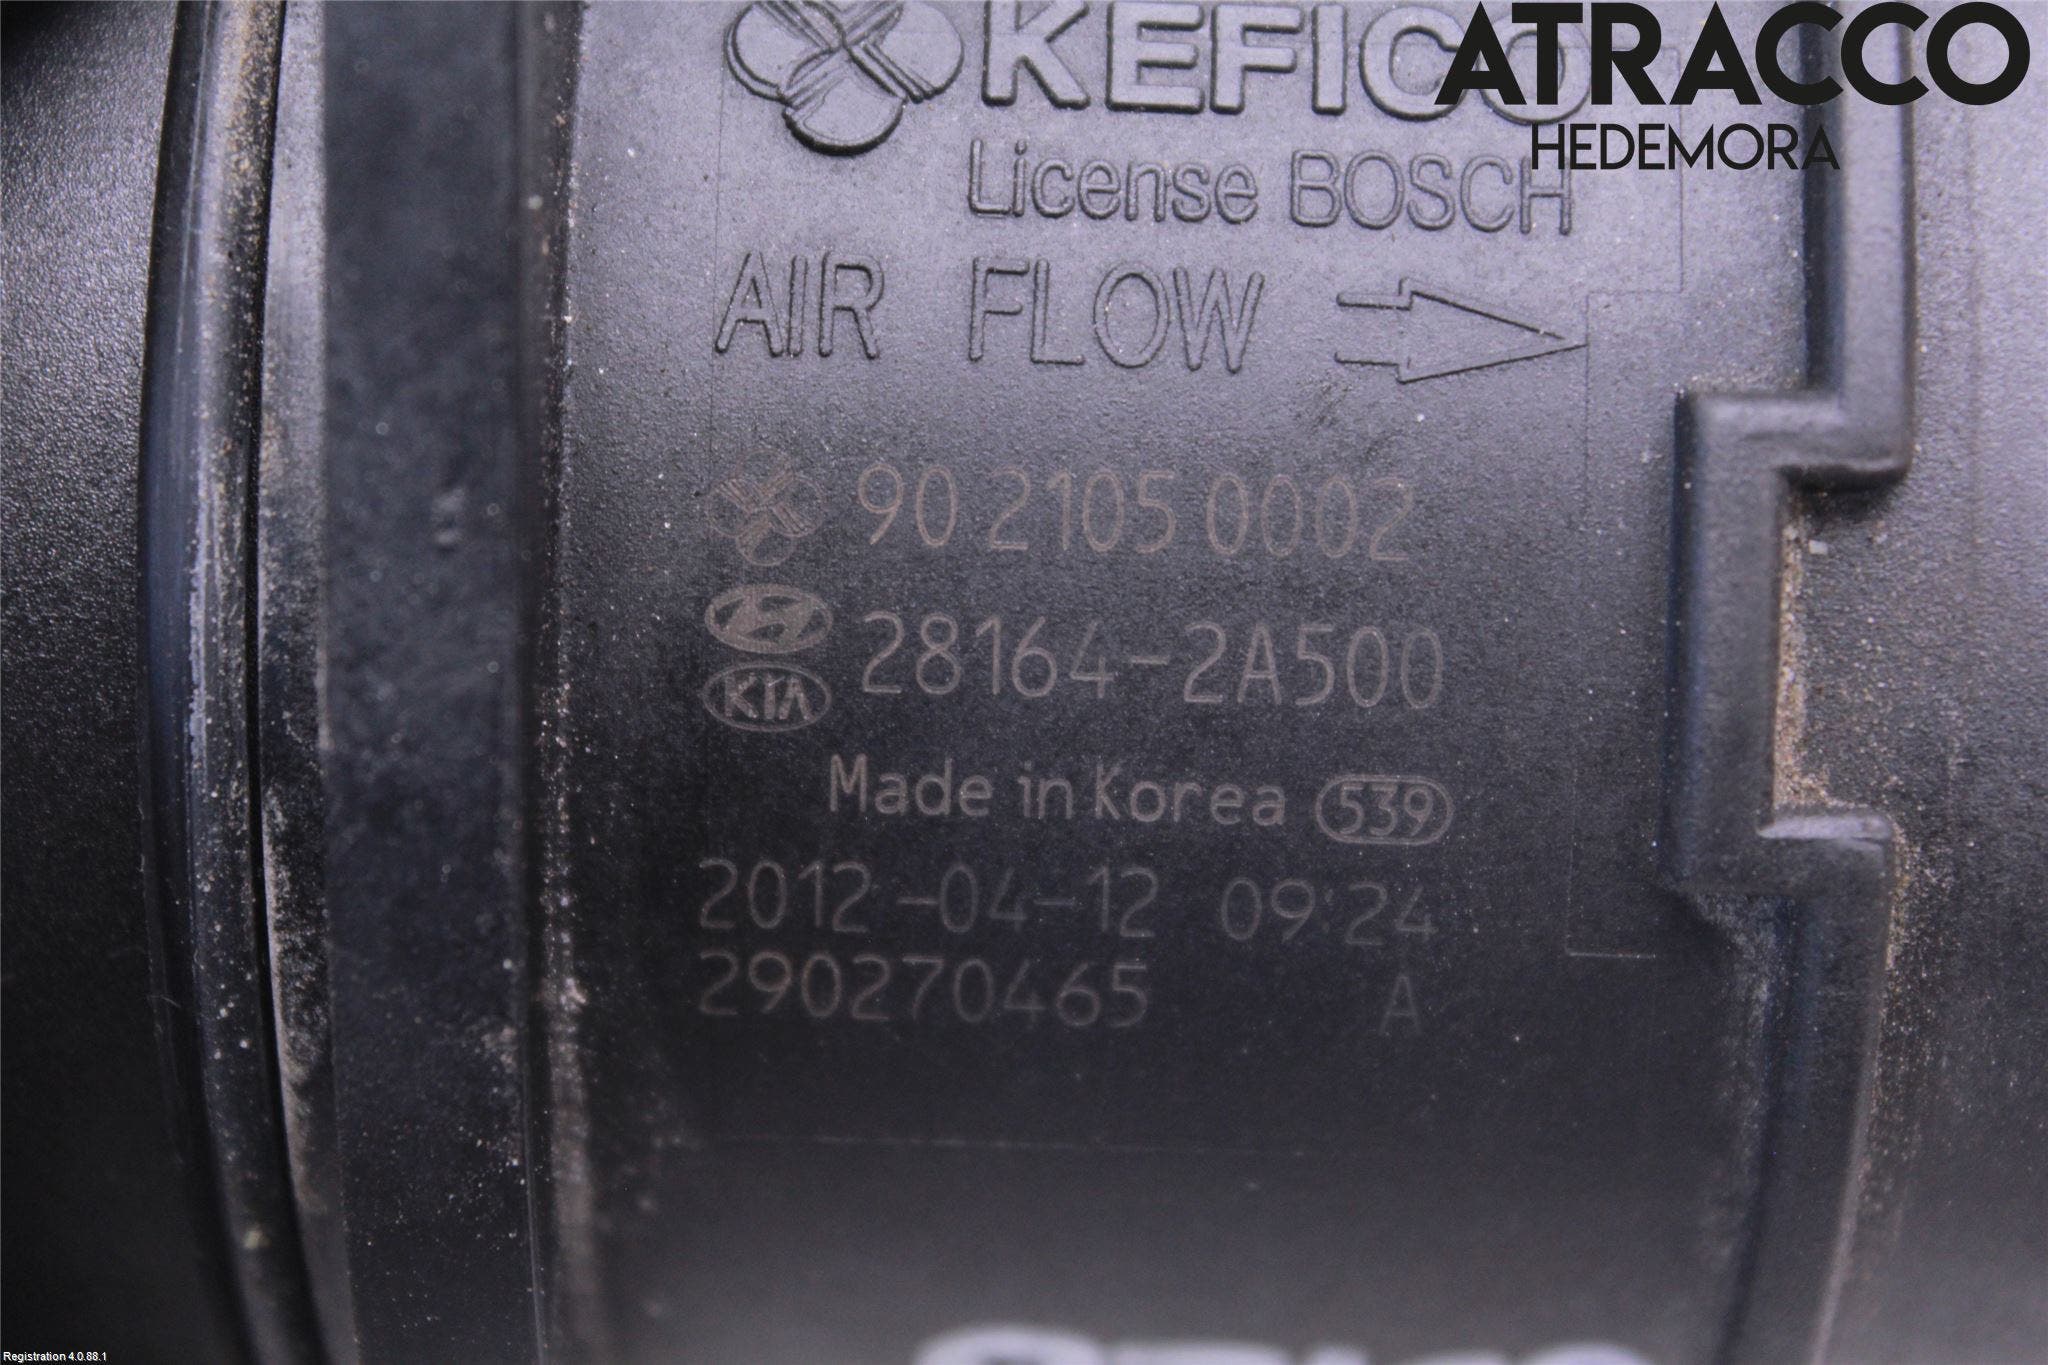 KEFICO
ATRACCO
HEDEMORA
License BOSCH
AIR FLOW
90 2105 0002
28164-2A500
KIA
Made in Korea 539
2012-04-12 09:24
290270465 A
Registration 4.0.88.1